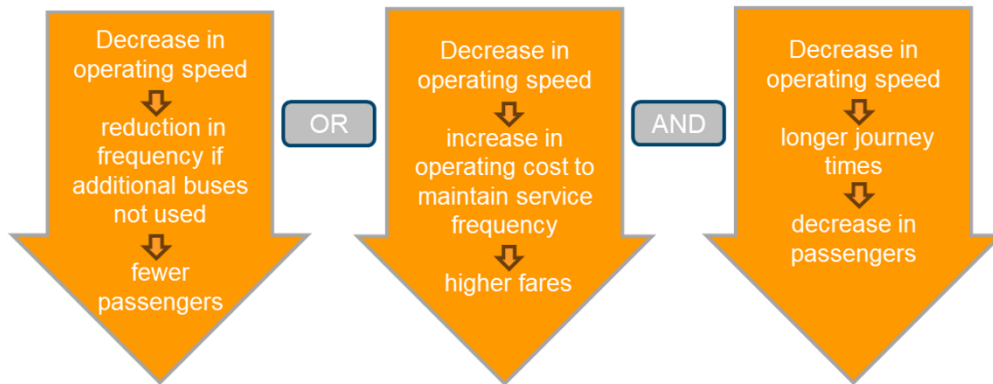 Decrease in
operating speed
reduction in
frequency if
additional buses
not used
fewer
passengers
OR
Decrease in
operating speed
increase in
operating cost to
maintain service
frequency
higher fares
AND
Decrease in
operating speed
longer journey
times
decrease in
passengers